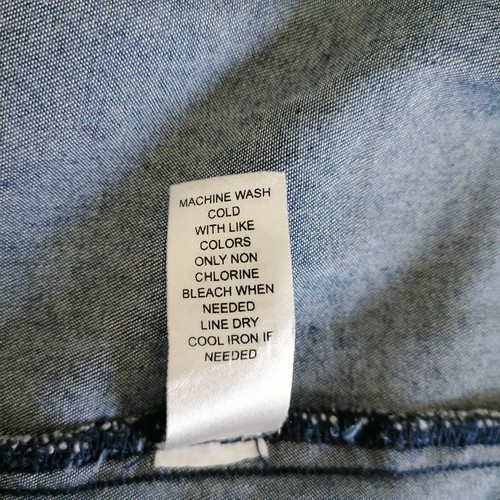 MACHINE WASH
COLD
WITH LIKE
COLORS
ONLY NON
CHLORINE
BLEACH WHEN
NEEDED
LINE DRY
COOL IRON IF
NEEDED